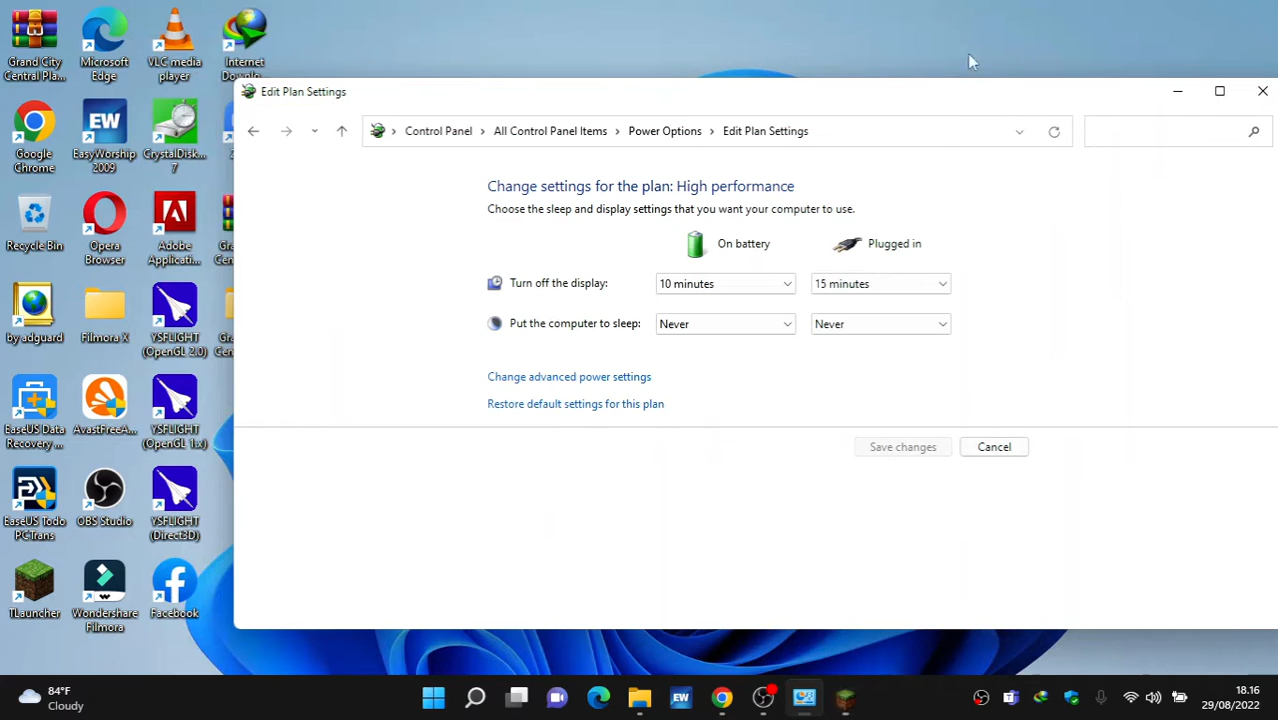 Grand City
Central Pla...
Microsoft
Edge
VLC media
player
Internet
Downlo...
Google
Chrome
EasyWorship
2009
CrystalDisk...
7
Recycle Bin
Opera
Browser
Adobe
Applicati...
Gr
Cen
by adguard
Filmora X
YSFLIGHT
(OpenGL 2.0)
Gra
Cent
EaseUS Data
Recovery ...
AvastFreeA...
YSFLIGHT
(OpenGL 1.x)
EaseUS Todo
PCTrans
OBS Studio
YSFLIGHT
(Direct3D)
TLauncher
Wondershare
Filmora
Facebook
Edit Plan Settings
Control Panel > All Control Panel Items > Power Options > Edit Plan Settings
Change settings for the plan: High performance
Choose the sleep and display settings that you want your computer to use.
On battery Plugged in
Turn off the display: 10 minutes 15 minutes
Put the computer to sleep: Never Never
Change advanced power settings
Restore default settings for this plan
Save changes Cancel
84°F
Cloudy
EW
18.16
29/08/2022